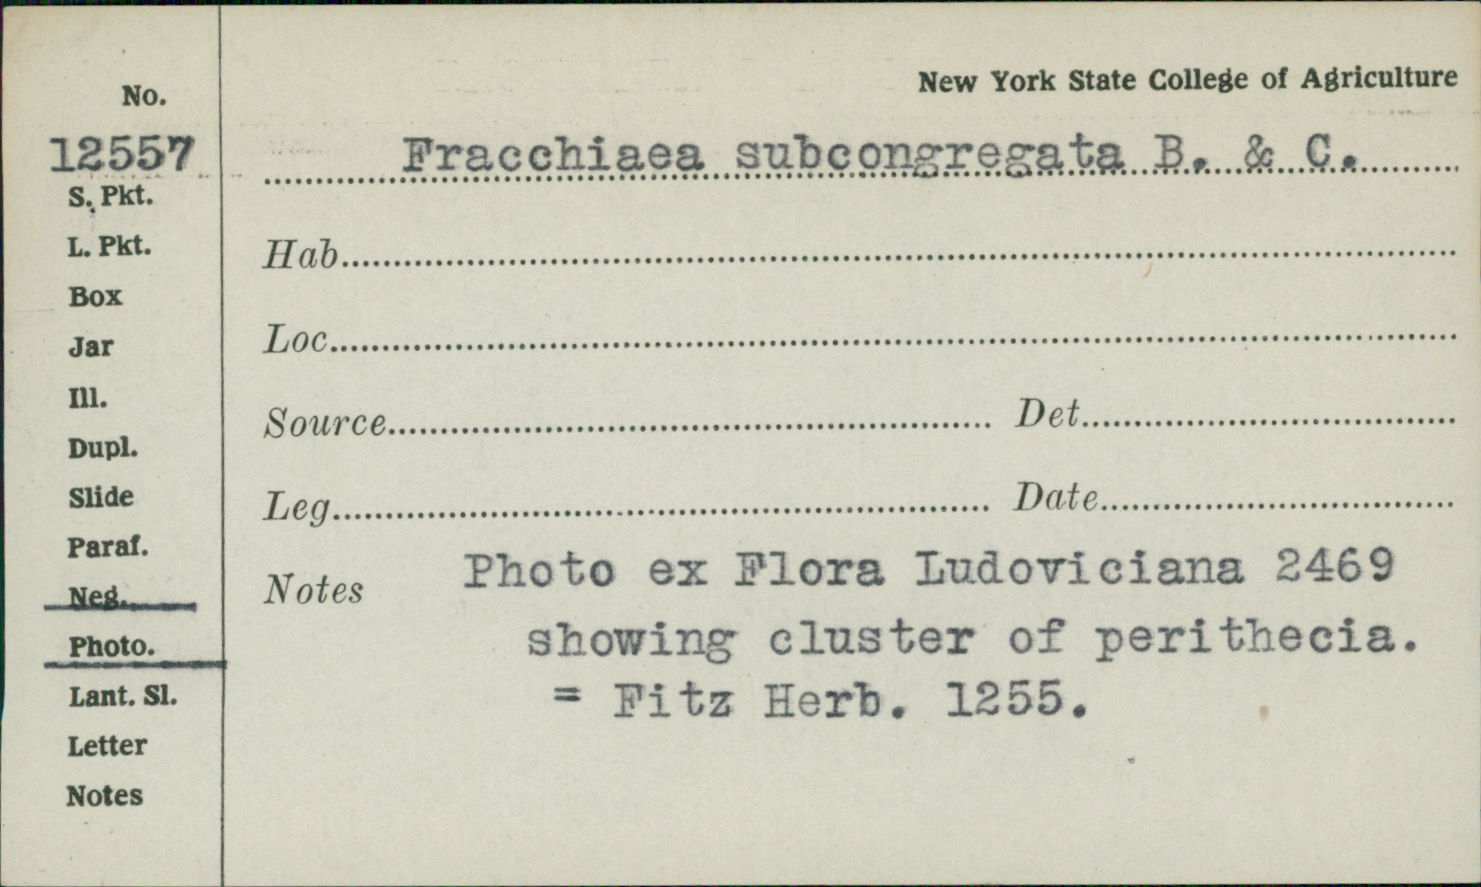 New York State College of Agriculture
No.
12557
Fracchiaea subcongregata B. & C.
S. Pkt.
L. Pkt.
Box
Jar
Ill.
Dupl.
Slide
Paraf.
Neg.
Photo.
Lant. Sl.
Letter
Notes
Hab
Loc
Source Det
Leg Date
Notes Photo ex Flora Ludoviciana 2469
showing cluster of perithecia.
= Fitz Herb. 1255.